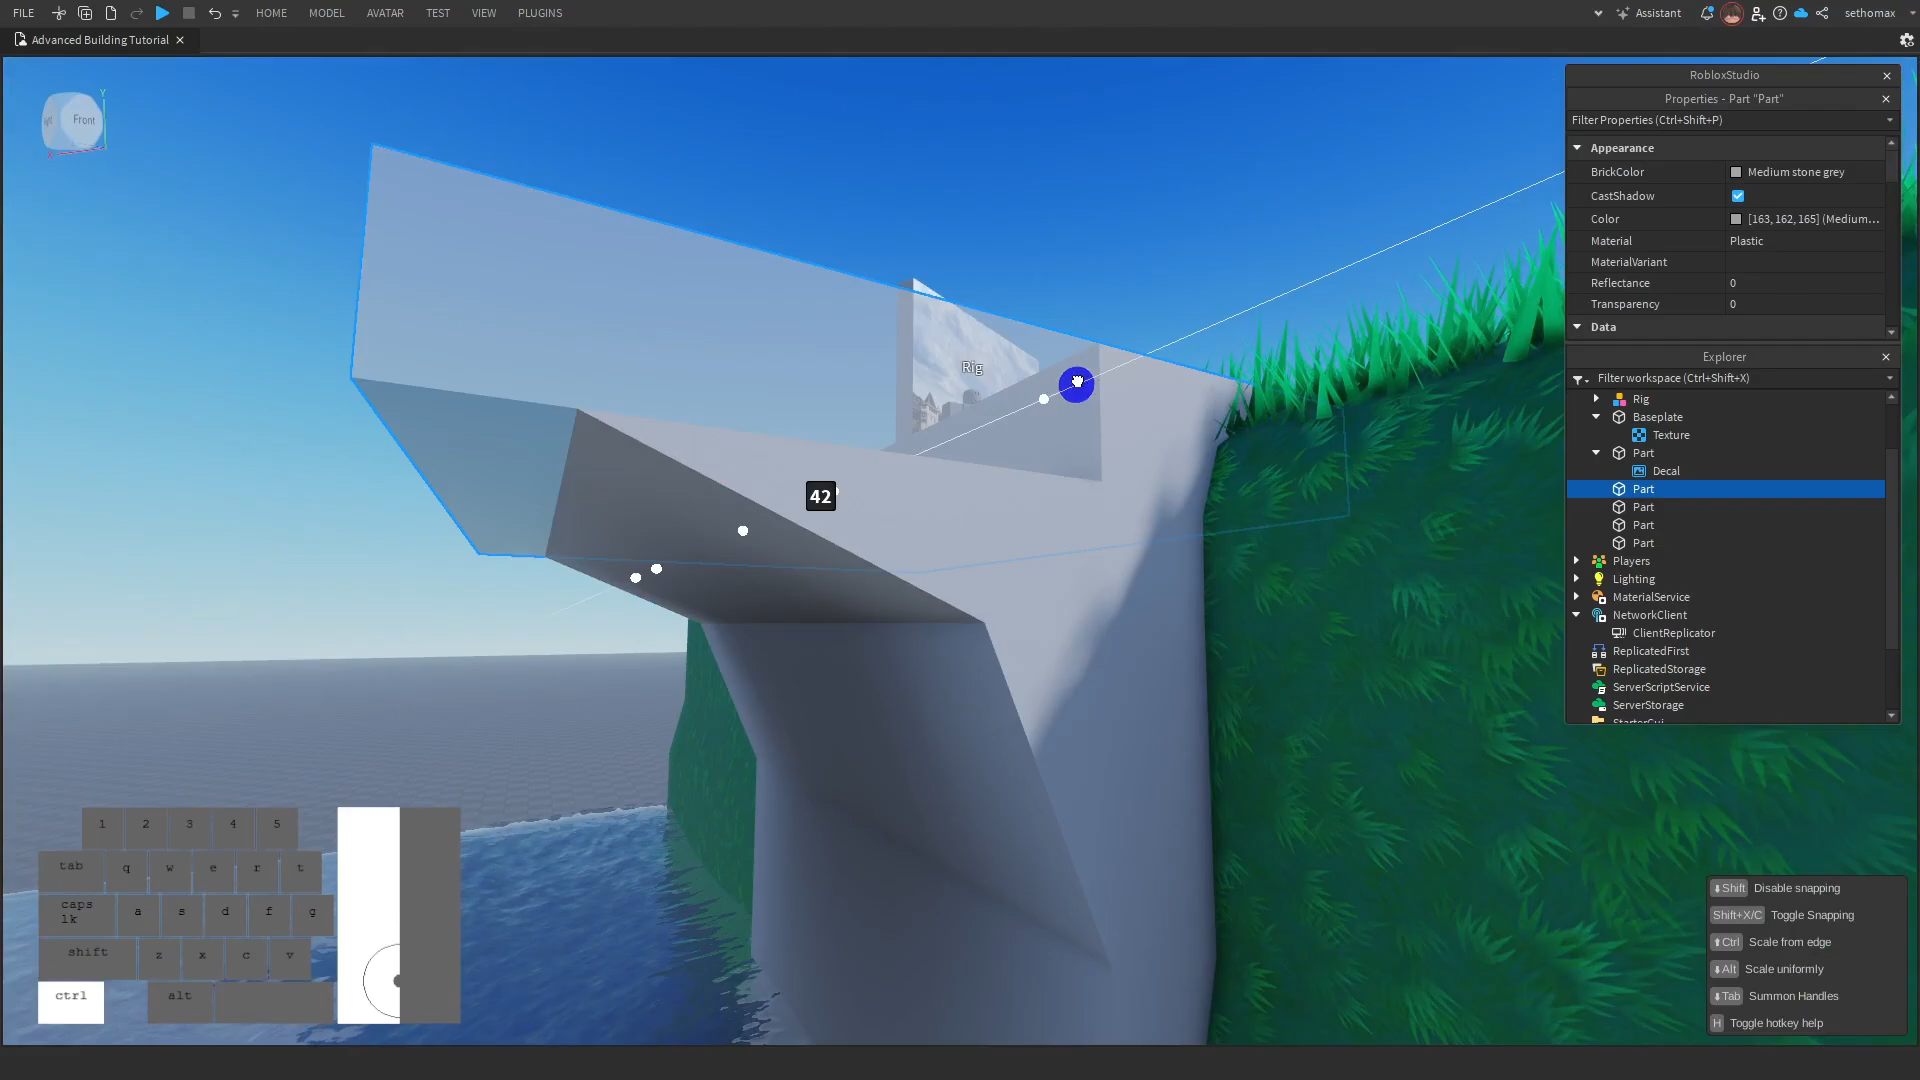 FILE HOME MODEL AVATAR TEST VIEW PLUGINS Assistant sethomax
Advanced Building Tutorial
RobloxStudio
Properties - Part "Part"
Filter Properties (Ctrl+Shift+P)
Appearance
BrickColor Medium stone grey
CastShadow
Color [163, 162, 165] (Medium...
Material Plastic
MaterialVariant
Reflectance 0
Transparency 0
Data
Explorer
Filter workspace (Ctrl+Shift+X)
Rig
Baseplate
Texture
Part
Decal
Part
Part
Part
Part
Players
Lighting
MaterialService
NetworkClient
ClientReplicator
ReplicatedFirst
ReplicatedStorage
ServerScriptService
ServerStorage
StarterGui
Y
Front
X
Rig
42
1 2 3 4 5
tab q w e r t
caps lk a s d f g
shift z x c v
ctrl alt
Shift Disable snapping
Shift+X/C Toggle Snapping
Ctrl Scale from edge
Alt Scale uniformly
Tab Summon Handles
H Toggle hotkey help